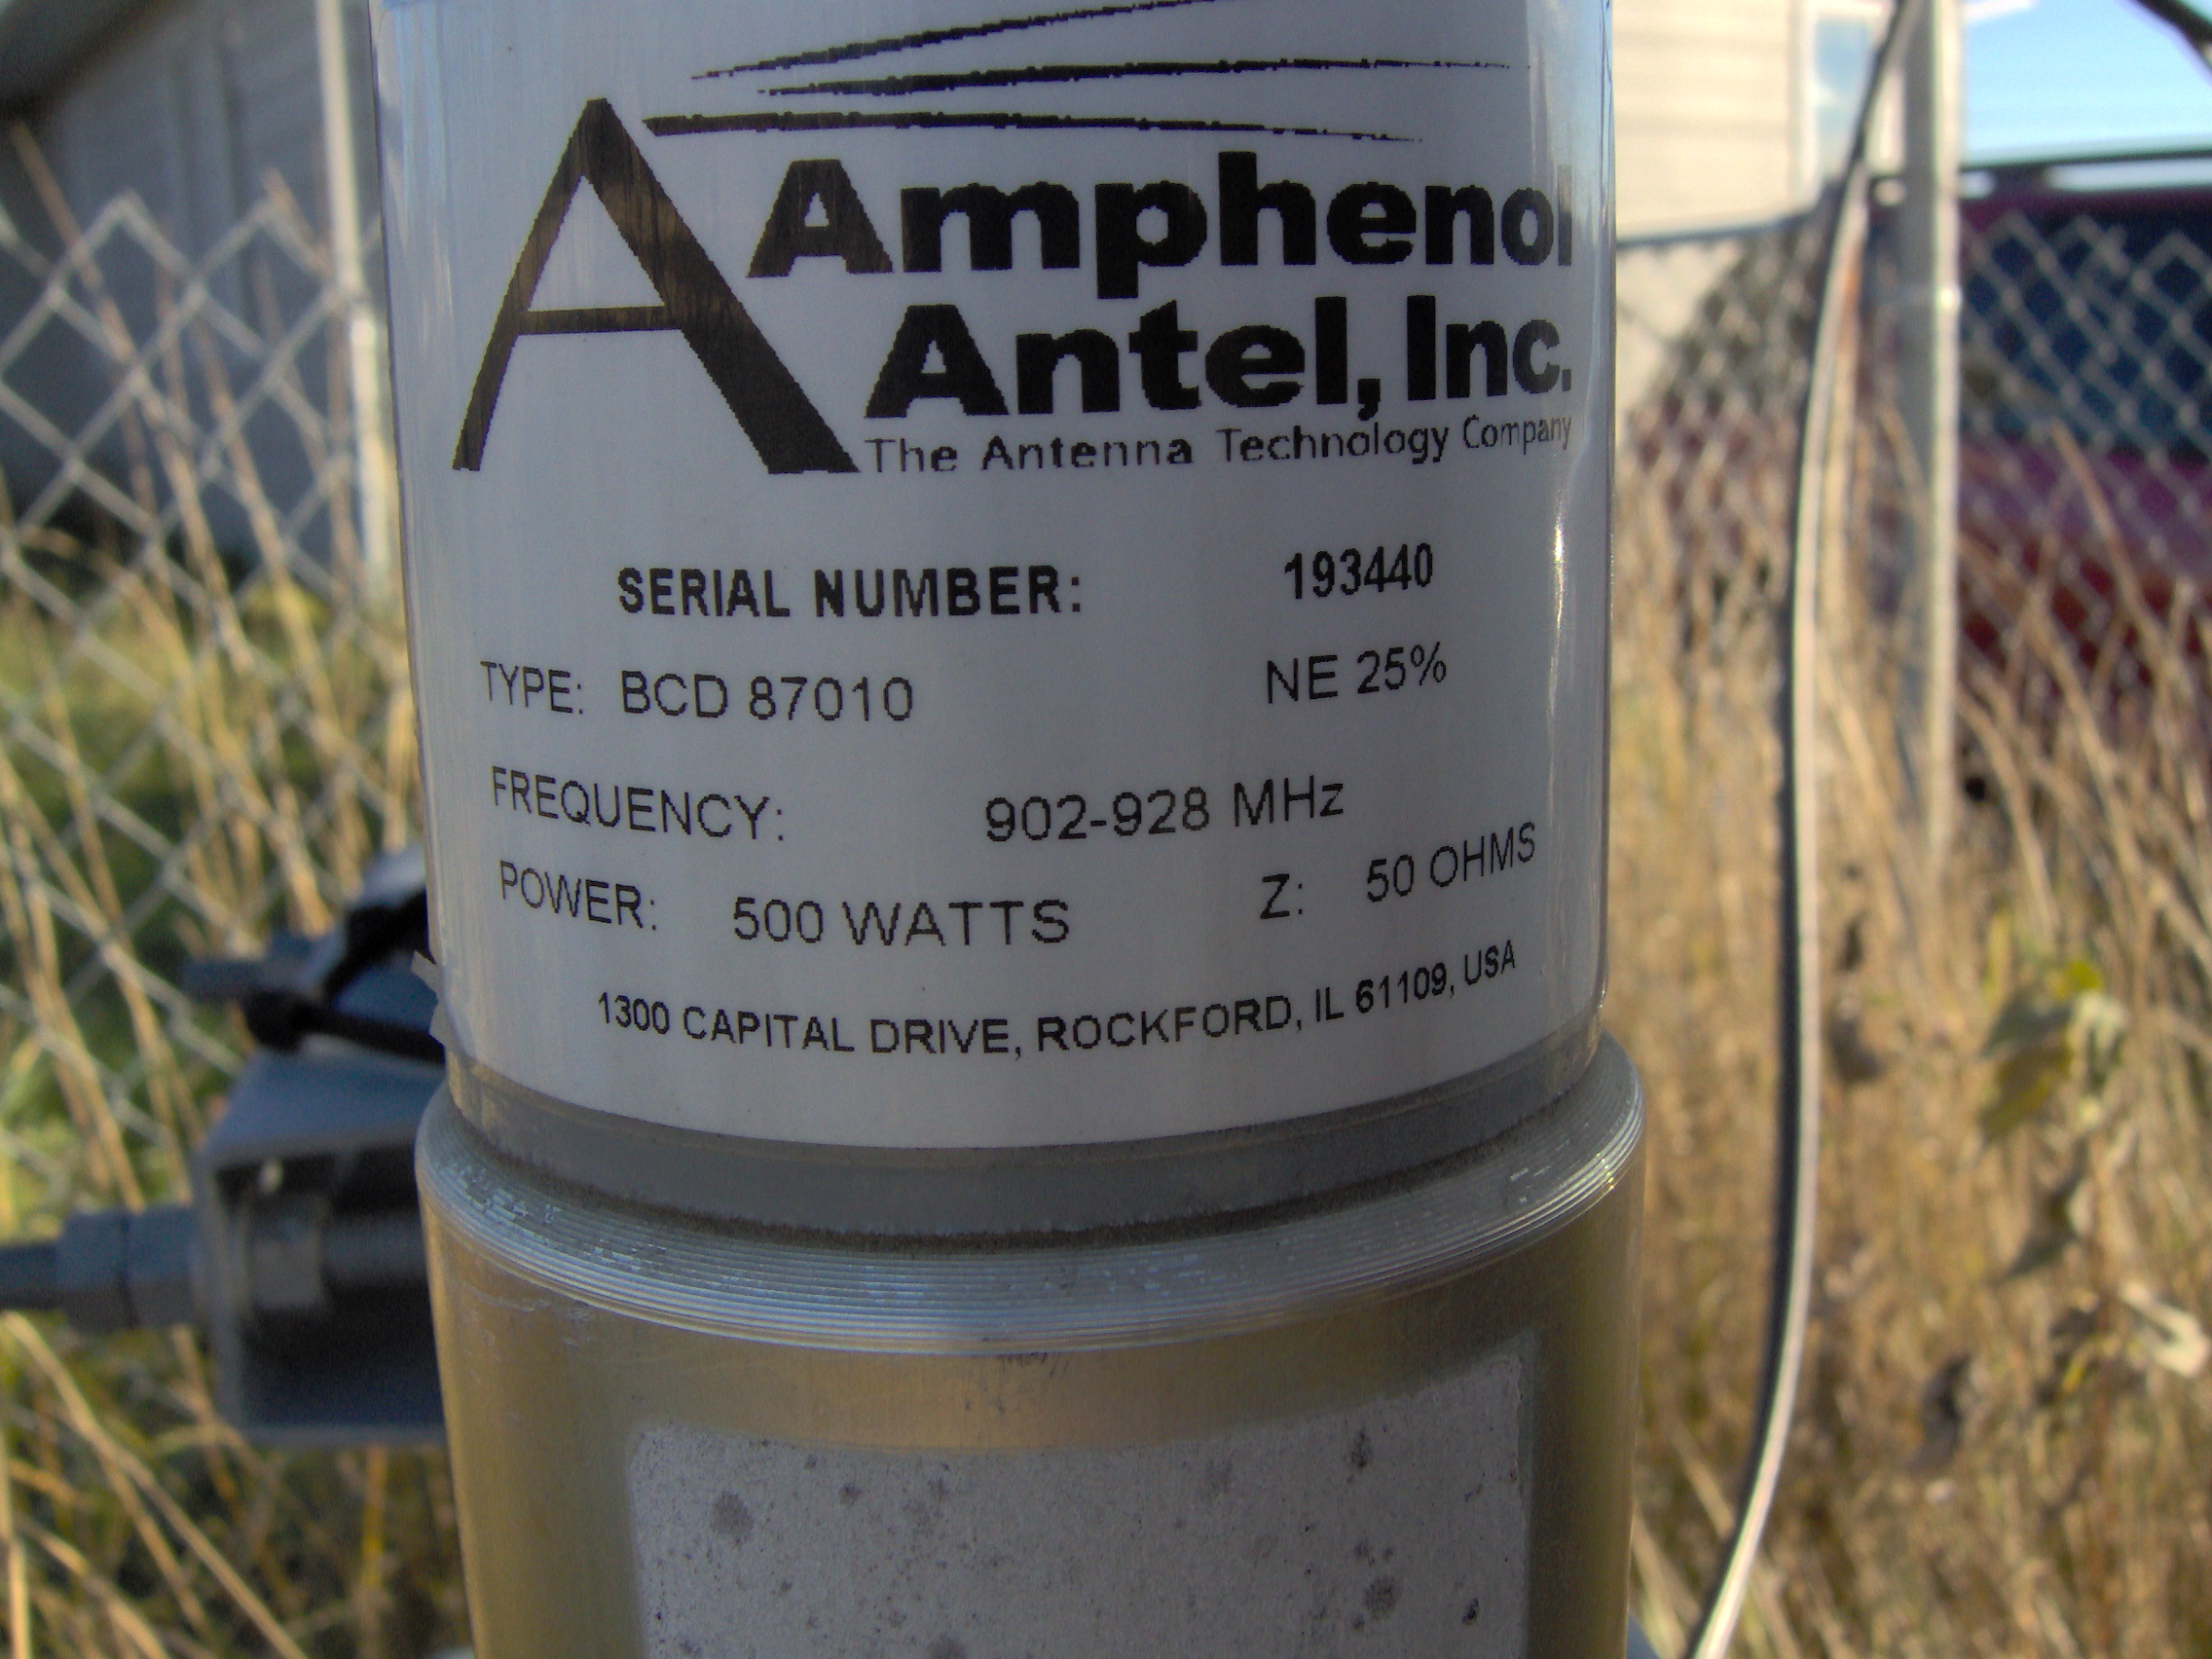 Amphenol
Antel, Inc.
The Antenna Technology Company
SERIAL NUMBER: 193440
TYPE: BCD 87010 NE 25%
FREQUENCY: 902-928 MHz
POWER: 500 WATTS Z: 50 OHMS
1300 CAPITAL DRIVE, ROCKFORD, IL 61109, USA